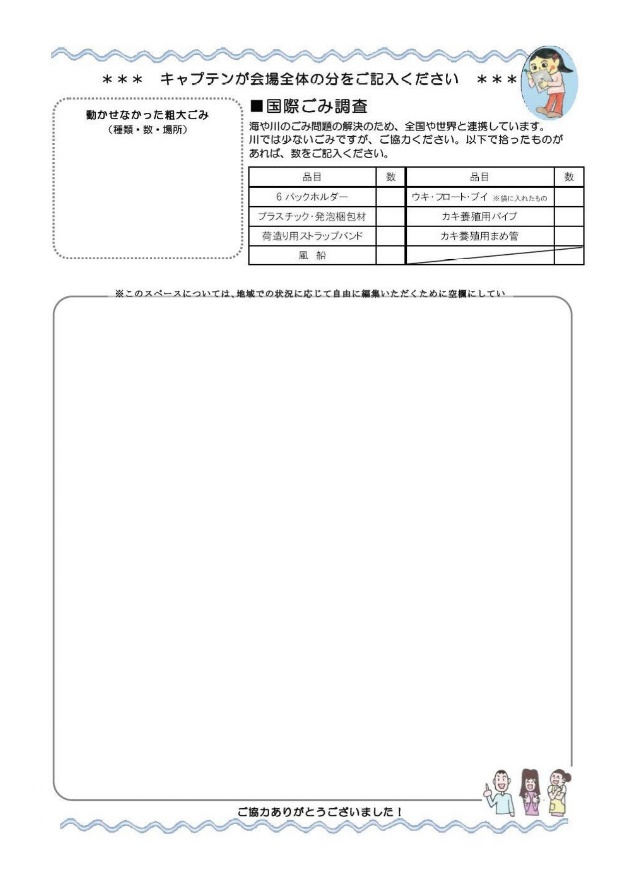 ＊＊＊　キャプテンが会場全体の分をご記入ください　＊＊＊
動かせなかった粗大ごみ
（種類・数・場所）
■国際ごみ調査
海や川のごみ問題の解決のため、全国や世界と連携しています。
川では少ないごみですが、ご協力ください。以下で拾ったものが
あれば、数をご記入ください。
品目　数　品目　数
6 パックホルダー　ウキ・フロート・ブイ ※袋に入れたもの
プラスチック・発泡梱包材　カキ養殖用パイプ
荷造り用ストラップバンド　カキ養殖用まめ管
風　船
※このスペースについては、地域での状況に応じて自由に編集いただくために空欄にしてい
ご協力ありがとうございました！